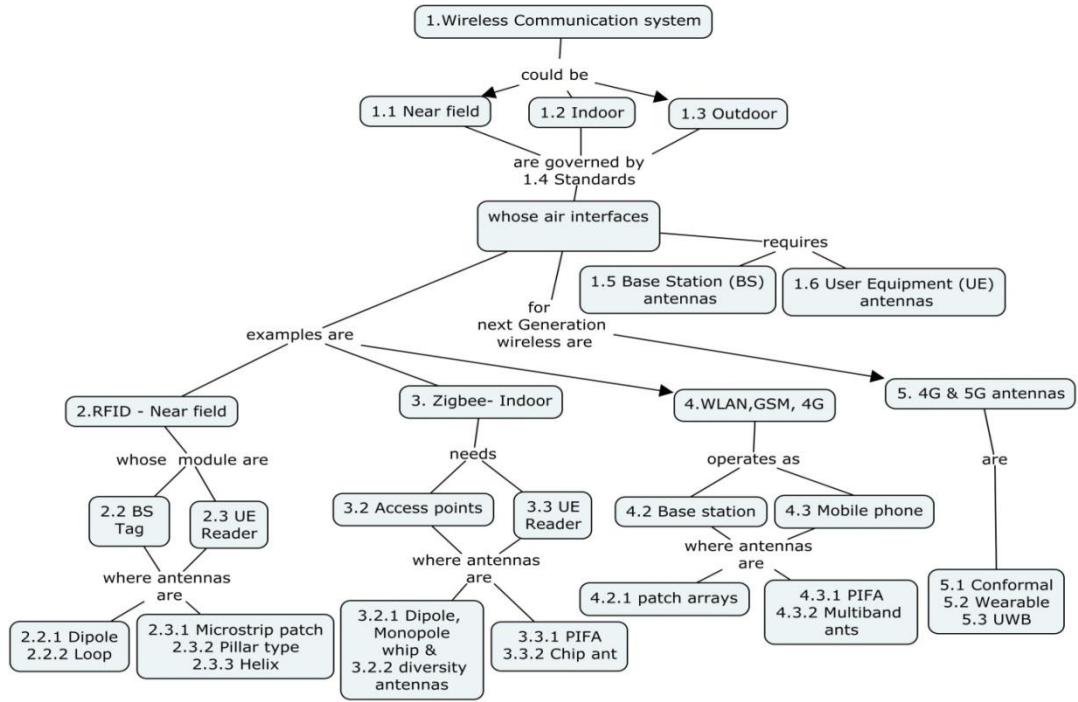 1.Wireless Communication system
could be
1.1 Near field
1.2 Indoor
1.3 Outdoor
are governed by
1.4 Standards
whose air interfaces
requires
1.5 Base Station (BS)
antennas
1.6 User Equipment (UE)
antennas
for
next Generation
wireless are
examples are
2.RFID - Near field
3. Zigbee- Indoor
4.WLAN,GSM, 4G
5. 4G & 5G antennas
whose module are
needs
operates as
are
2.2 BS
Tag
2.3 UE
Reader
3.2 Access points
3.3 UE
Reader
4.2 Base station
4.3 Mobile phone
where antennas
are
where antennas
are
where antennas
are
2.2.1 Dipole
2.2.2 Loop
2.3.1 Microstrip patch
2.3.2 Pillar type
2.3.3 Helix
3.2.1 Dipole,
Monopole
whip &
3.2.2 diversity
antennas
3.3.1 PIFA
3.3.2 Chip ant
4.2.1 patch arrays
4.3.1 PIFA
4.3.2 Multiband
ants
5.1 Conformal
5.2 Wearable
5.3 UWB